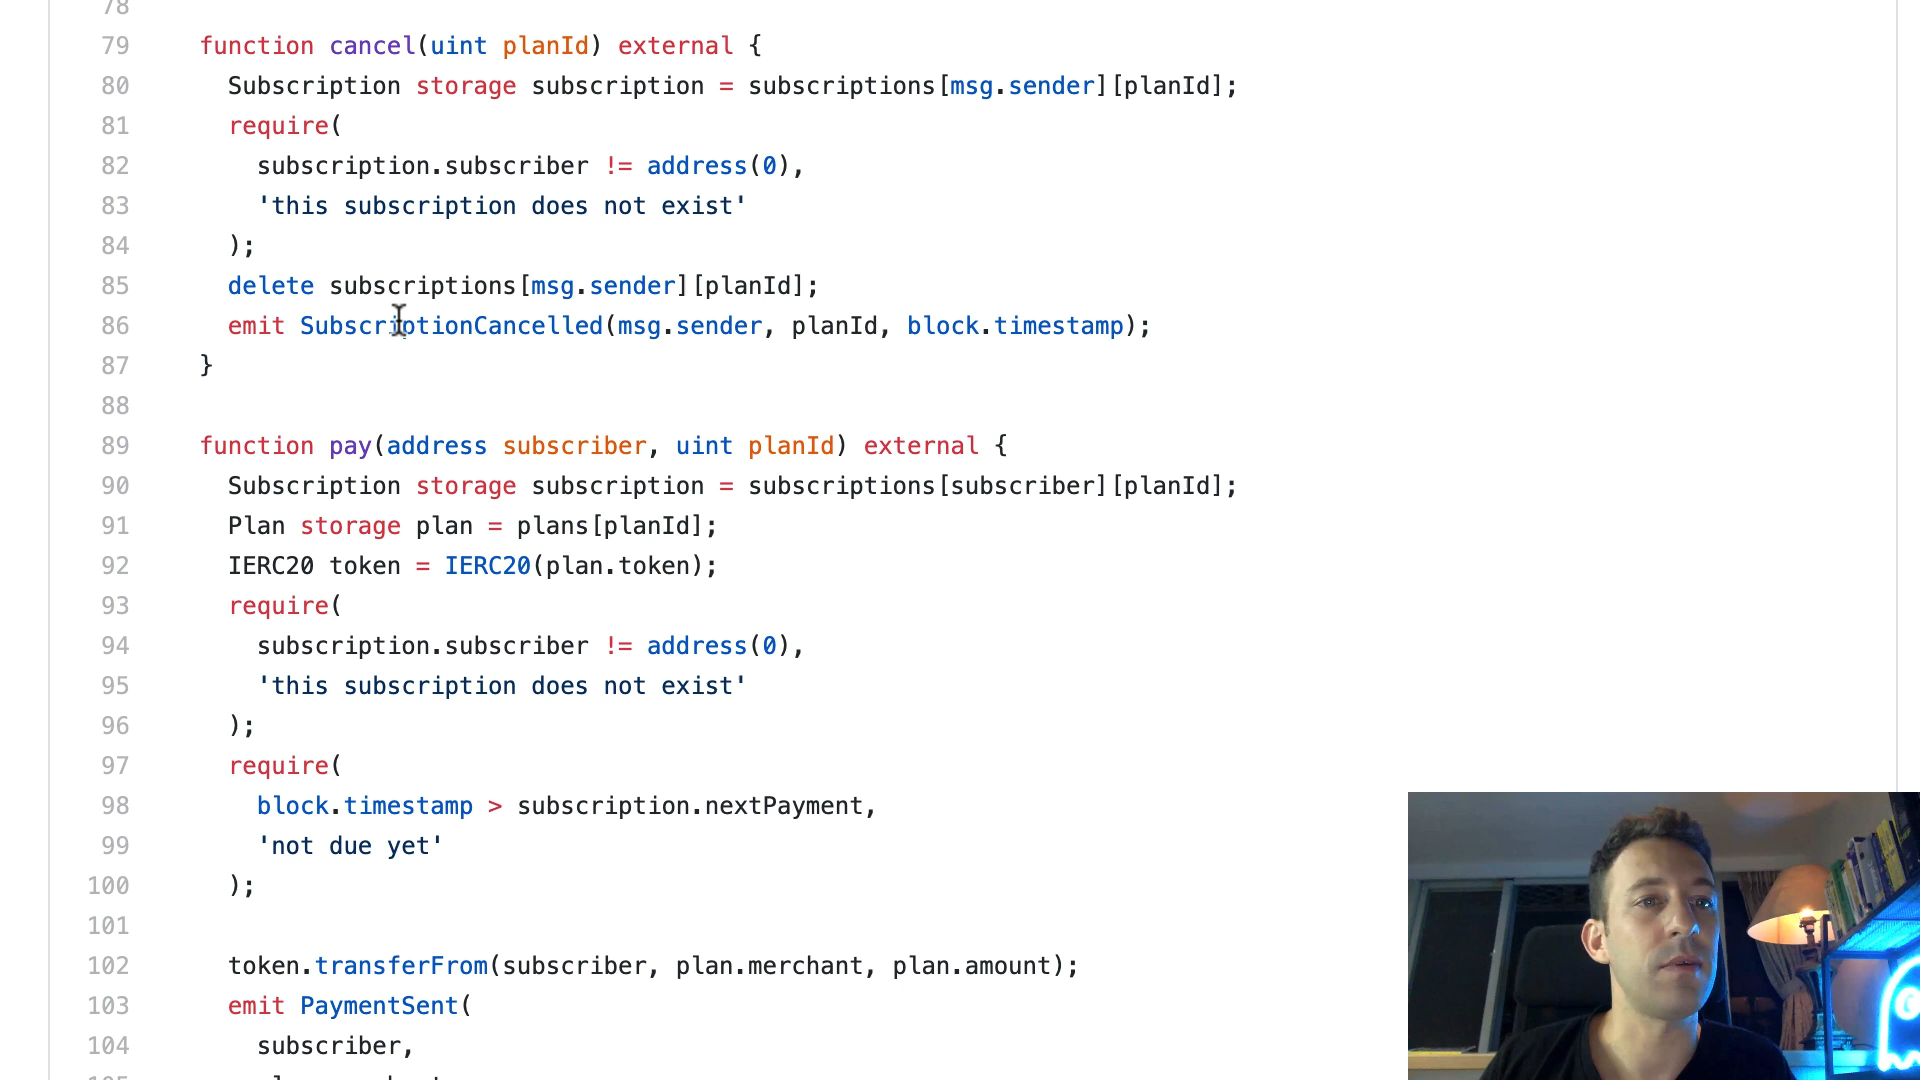 78
79 function cancel(uint planId) external {
80 Subscription storage subscription = subscriptions[msg.sender][planId];
81 require(
82 subscription.subscriber != address(0),
83 'this subscription does not exist'
84 );
85 delete subscriptions[msg.sender][planId];
86 emit SubscriptionCancelled(msg.sender, planId, block.timestamp);
87 }
88
89 function pay(address subscriber, uint planId) external {
90 Subscription storage subscription = subscriptions[subscriber][planId];
91 Plan storage plan = plans[planId];
92 IERC20 token = IERC20(plan.token);
93 require(
94 subscription.subscriber != address(0),
95 'this subscription does not exist'
96 );
97 require(
98 block.timestamp > subscription.nextPayment,
99 'not due yet'
100 );
101
102 token.transferFrom(subscriber, plan.merchant, plan.amount);
103 emit PaymentSent(
104 subscriber,